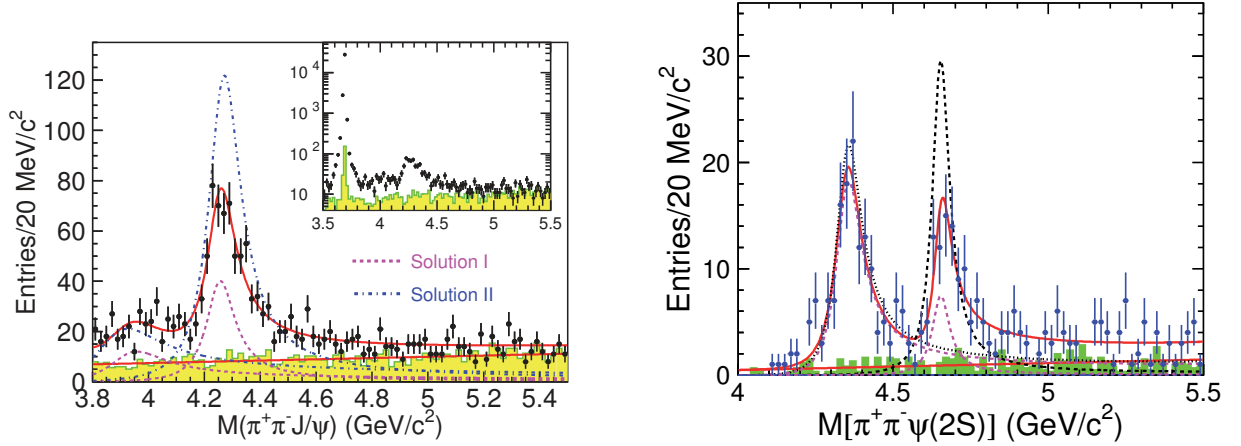 Entries/20 MeV/c²
120
100
80
60
40
20
0
3.8 4 4.2 4.4 4.6 4.8 5 5.2 5.4
M(π⁺π⁻J/ψ) (GeV/c²)
10⁴
10³
10²
10
3.5 4 4.5 5 5.5
Solution I
Solution II
Entries/20 MeV/c²
30
20
10
0
4 4.5 5 5.5
M[π⁺π⁻ψ(2S)] (GeV/c²)